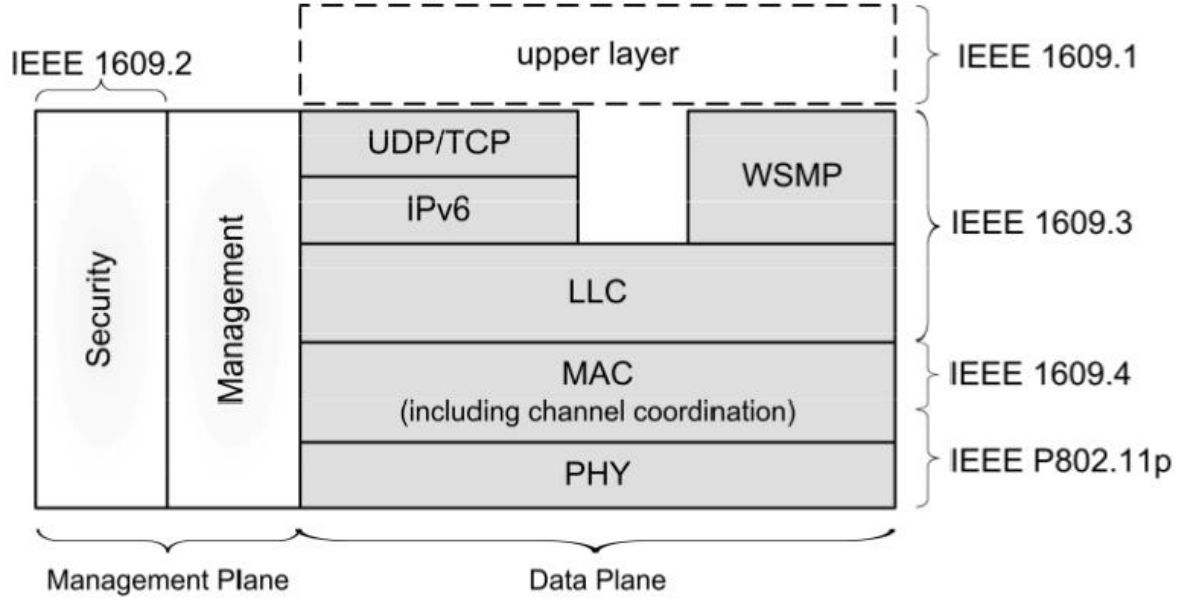 upper layer
IEEE 1609.1
IEEE 1609.2
UDP/TCP
WSMP
IPv6
IEEE 1609.3
Security
Management
LLC
MAC
(including channel coordination)
IEEE 1609.4
PHY
IEEE P802.11p
Management Plane
Data Plane